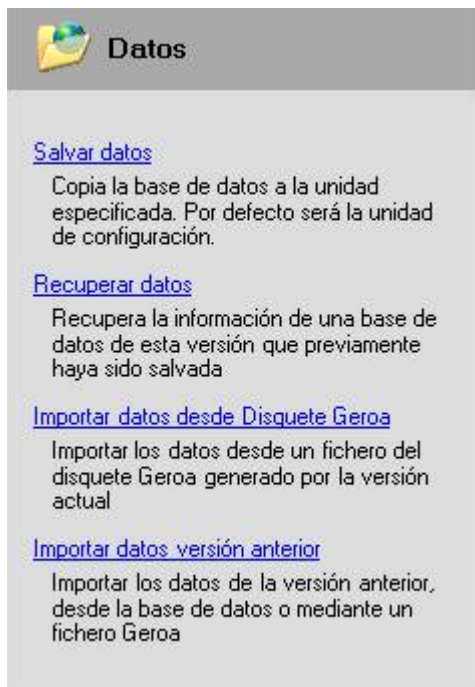 Datos
Salvar datos
Copia la base de datos a la unidad
especificada. Por defecto será la unidad
de configuración.
Recuperar datos
Recupera la información de una base de
datos de esta versión que previamente
haya sido salvada
Importar datos desde Disquete Geroa
Importar los datos desde un fichero del
disquete Geroa generado por la versión
actual
Importar datos versión anterior
Importar los datos de la versión anterior,
desde la base de datos o mediante un
fichero Geroa